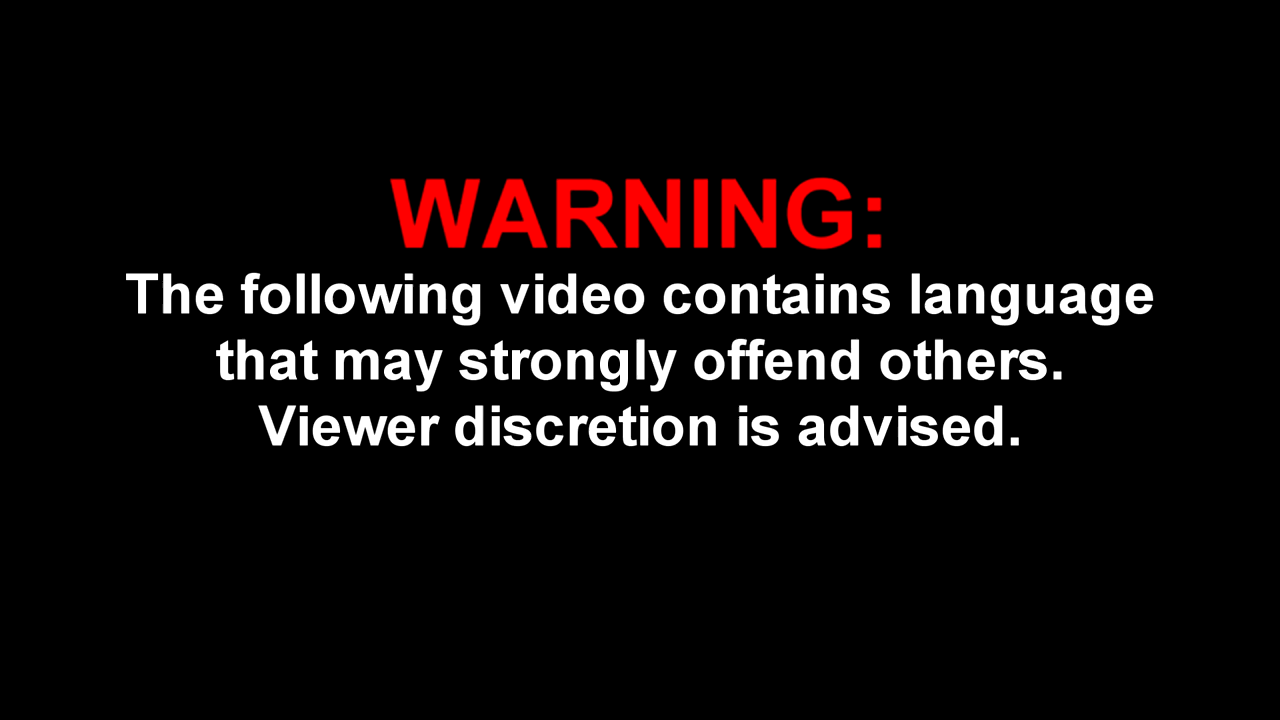 WARNING:
The following video contains language
that may strongly offend others.
Viewer discretion is advised.